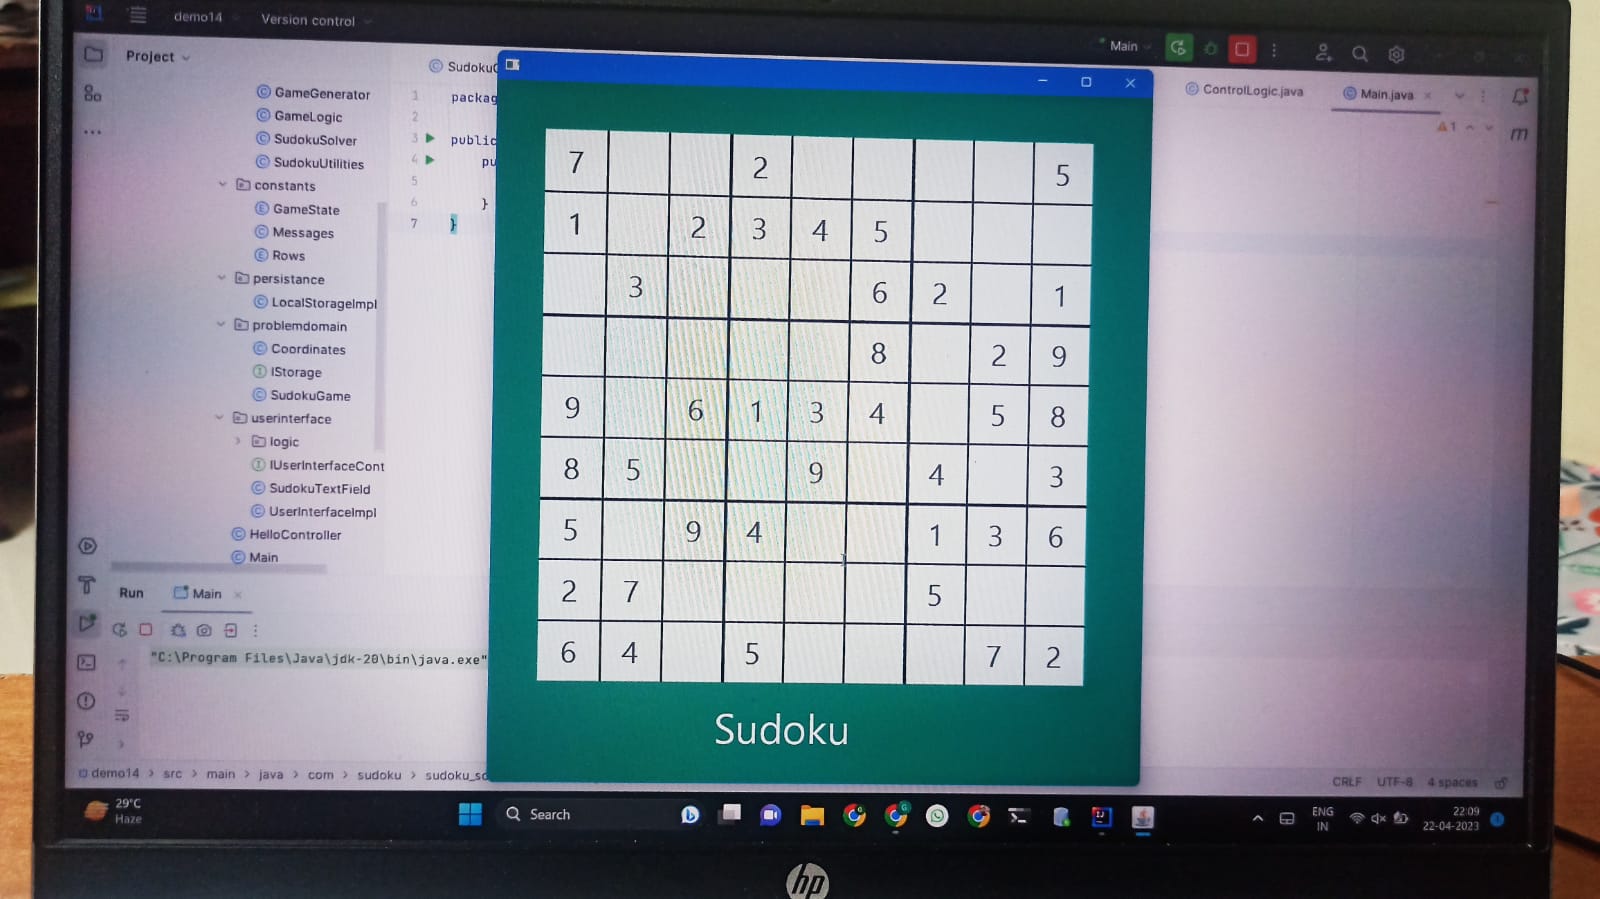 demo14
Version control
Main
Project
SudokuG
ControlLogic.java
Main.java
1
m
GameGenerator
GameLogic
SudokuSolver
SudokuUtilities
constants
GameState
Messages
Rows
persistance
LocalStorageImpl
problemdomain
Coordinates
IStorage
SudokuGame
userinterface
logic
IUserInterfaceCont
SudokuTextField
UserInterfaceImpl
HelloController
Main
1 packag
2
3 public
4 pu
5
6 }
7 }
7 2 5
1 2 3 4 5
3 6 2 1
8 2 9
9 6 1 3 4 5 8
8 5 9 4 3
5 9 4 1 3 6
2 7 5
6 4 5 7 2
Sudoku
Run Main
"C:\Program Files\Java\jdk-20\bin\java.exe"
demo14 > src > main > java > com > sudoku > sudoku_so
CRLF UTF-8 4 spaces
29°C
Haze
Search
ENG
IN
22:09
22-04-2023
1
hp